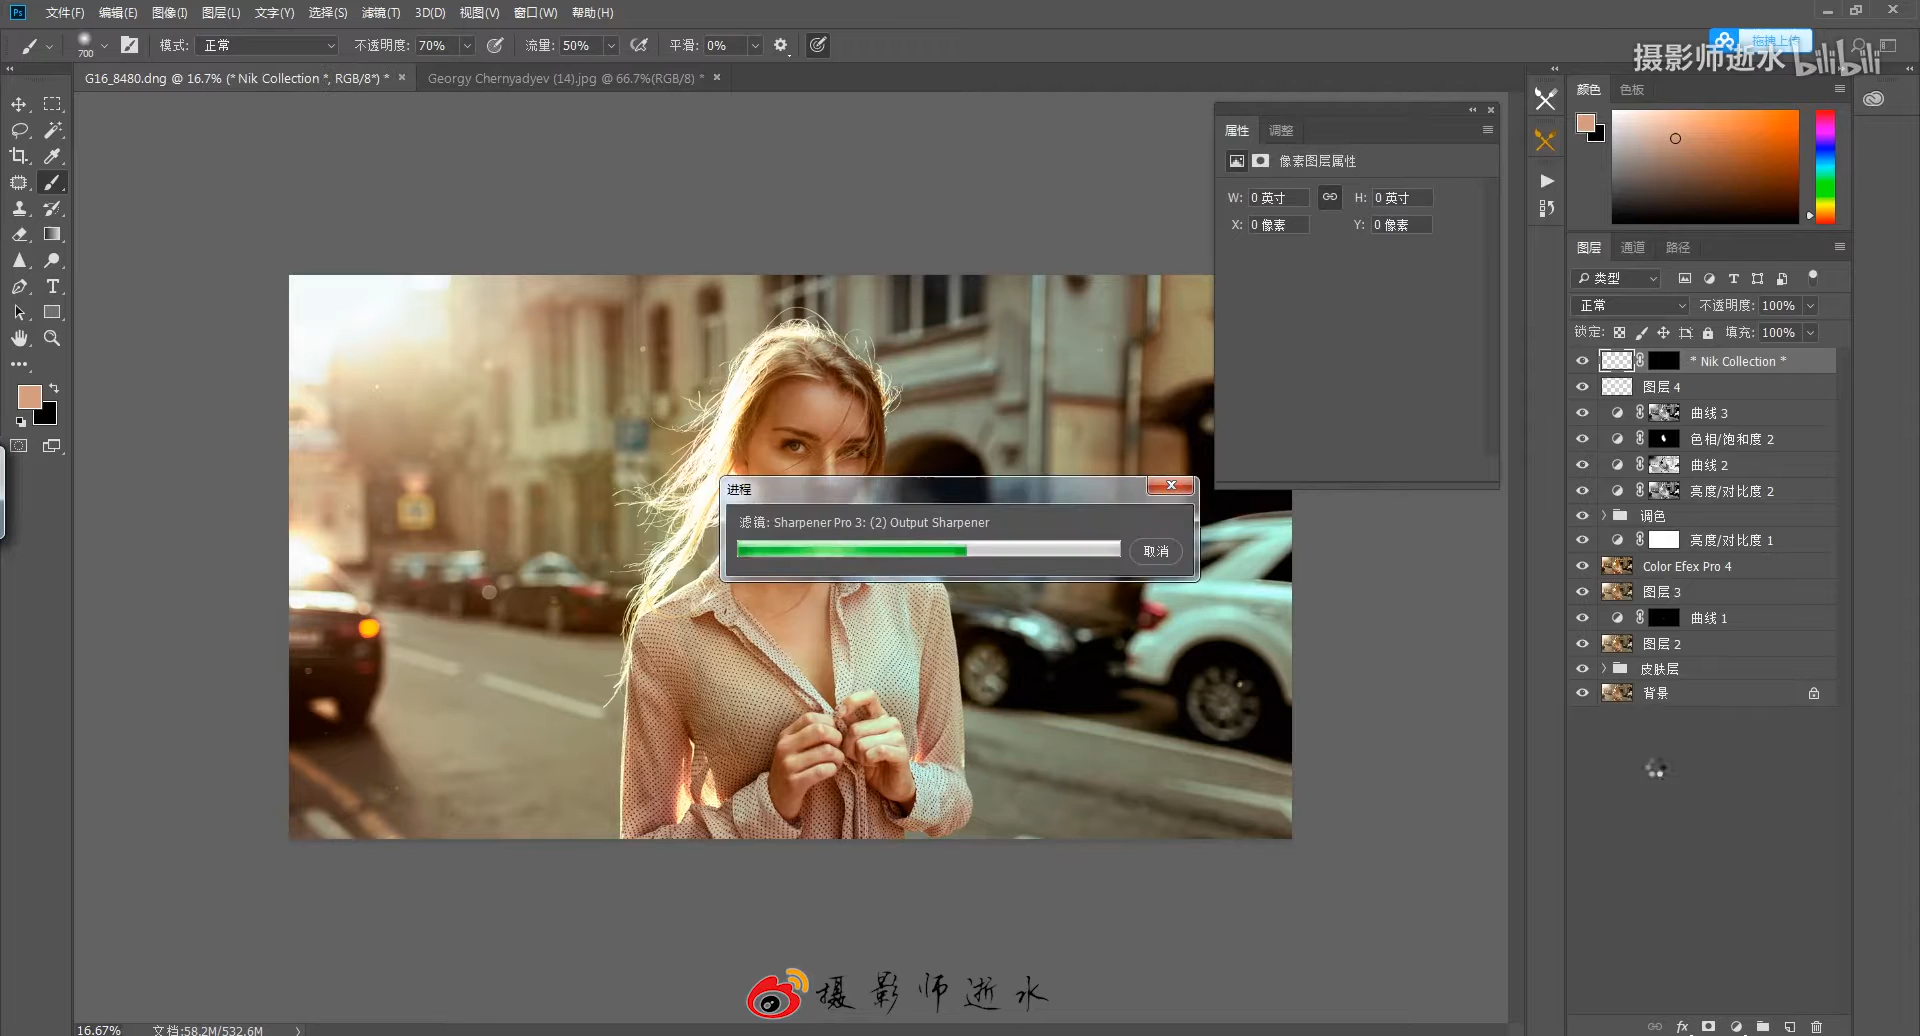 文件(F) 编辑(E) 图像(I) 图层(L) 文字(Y) 选择(S) 滤镜(T) 3D(D) 视图(V) 窗口(W) 帮助(H)
700 模式: 正常 不透明度: 70% 流量: 50% 平滑: 0%
拖拽上传
摄影师逝水 bilibili
G16_8480.dng @ 16.7% (* Nik Collection *, RGB/8*) * × Georgy Chernyadyev (14).jpg @ 66.7%(RGB/8) * ×
颜色 色板
属性 调整
像素图层属性
W: 0 英寸 H: 0 英寸
X: 0 像素 Y: 0 像素
图层 通道 路径
类型
正常 不透明度: 100%
锁定: 填充: 100%
* Nik Collection *
图层 4
曲线 3
色相/饱和度 2
曲线 2
亮度/对比度 2
调色
亮度/对比度 1
Color Efex Pro 4
图层 3
曲线 1
图层 2
皮肤层
背景
进程
滤镜: Sharpener Pro 3: (2) Output Sharpener
取消
摄影师逝水
16.67% 文档:58.2M/532.6M